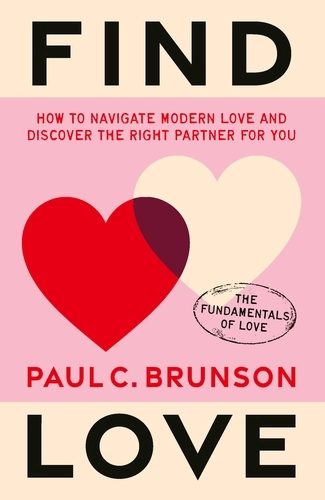 FIND
HOW TO NAVIGATE MODERN LOVE AND
DISCOVER THE RIGHT PARTNER FOR YOU
THE
FUNDAMENTALS
OF LOVE
PAUL C. BRUNSON
LOVE